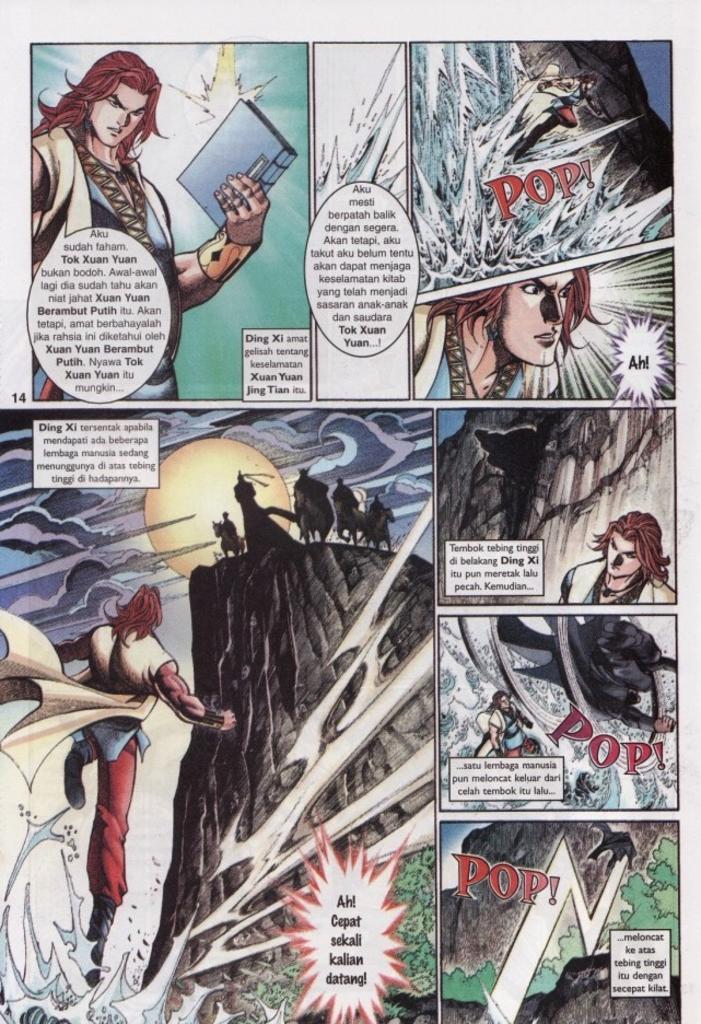 Aku
sudah faham.
Tok Xuan Yuan
bukan bodoh. Awal-awal
lagi dia sudah tahu akan
niat jahat Xuan Yuan
Berambut Putih itu. Akan
tetapi, amat berbahayalah
jika rahsia ini diketahui oleh
Xuan Yuan Berambut
Putih. Nyawa Tok
Xuan Yuan itu
mungkin...
Ding Xi amat
gelisah tentang
keselamatan
Xuan Yuan
Jing Tian itu.
Aku
mesti
berpatah balik
dengan segera.
Akan tetapi, aku
takut aku belum tentu
akan dapat menjaga
keselamatan kitab
yang telah menjadi
sasaran anak-anak
dan saudara
Tok Xuan
Yuan...!
POP!
Ah!
14
Ding Xi tersentak apabila
mendapati ada beberapa
lembaga manusia sedang
menunggunya di atas tebing
tinggi di hadapannya.
Ah!
Cepat
sekali
kalian
datang!
Tembok tebing tinggi
di belakang Ding Xi
itu pun meretak lalu
pecah. Kemudian...
POP!
...satu lembaga manusia
pun meloncat keluar dari
celah tembok itu lalu...
POP!
...meloncat
ke atas
tebing tinggi
itu dengan
secepat kilat.